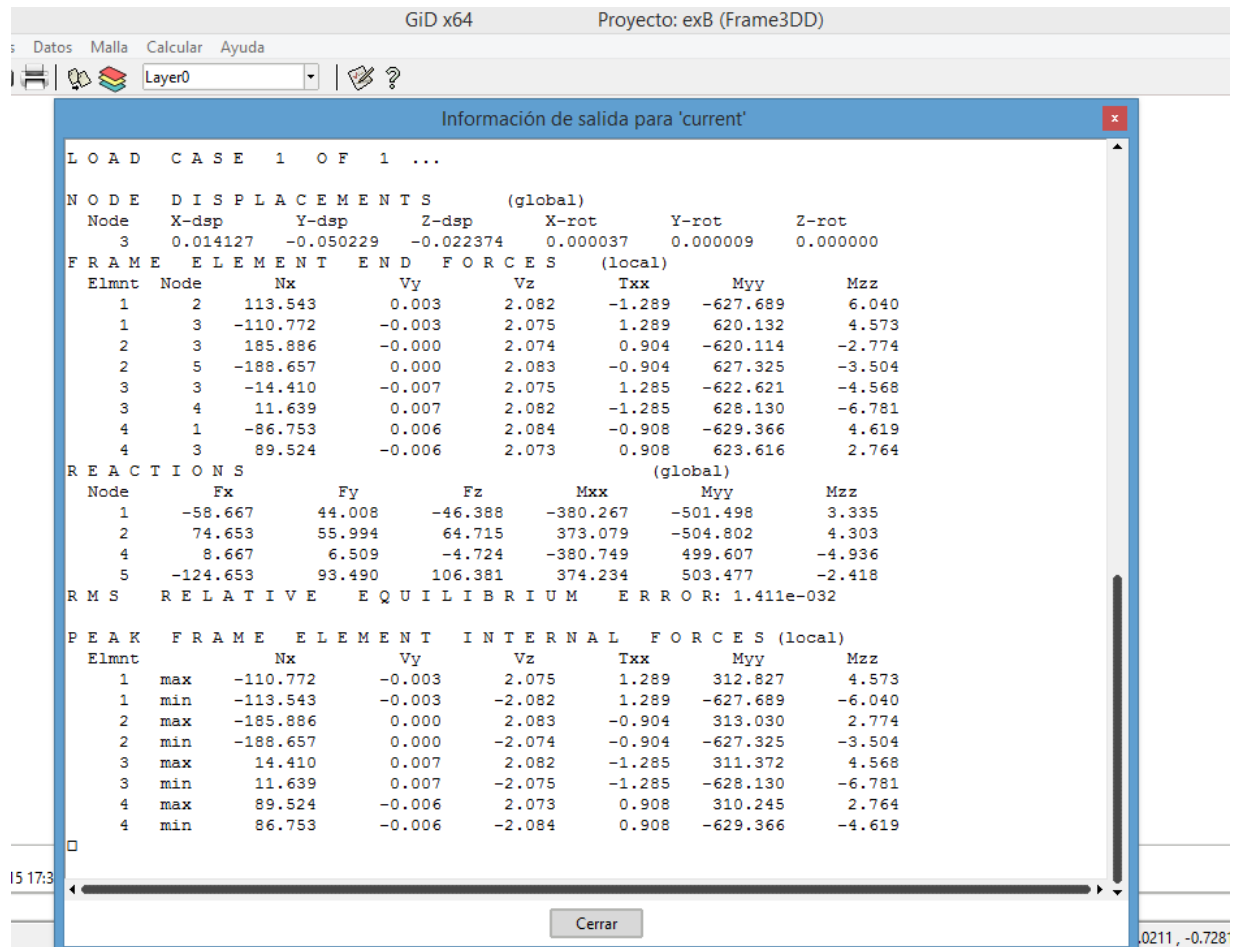 GiD x64 Proyecto: exB (Frame3DD)
Datos Malla Calcular Ayuda
Layer0
Información de salida para 'current'
L O A D C A S E 1 O F 1 ...
N O D E D I S P L A C E M E N T S (global)
Node X-dsp Y-dsp Z-dsp X-rot Y-rot Z-rot
3 0.014127 -0.050229 -0.022374 0.000037 0.000009 0.000000
F R A M E E L E M E N T E N D F O R C E S (local)
Elmnt Node Nx Vy Vz Txx Myy Mzz
1 2 113.543 0.003 2.082 -1.289 -627.689 6.040
1 3 -110.772 -0.003 2.075 1.289 620.132 4.573
2 3 185.886 -0.000 2.074 0.904 -620.114 -2.774
2 5 -188.657 0.000 2.083 -0.904 627.325 -3.504
3 3 -14.410 -0.007 2.075 1.285 -622.621 -4.568
3 4 11.639 0.007 2.082 -1.285 628.130 -6.781
4 1 -86.753 0.006 2.084 -0.908 -629.366 4.619
4 3 89.524 -0.006 2.073 0.908 623.616 2.764
R E A C T I O N S (global)
Node Fx Fy Fz Mxx Myy Mzz
1 -58.667 44.008 -46.388 -380.267 -501.498 3.335
2 74.653 55.994 64.715 373.079 -504.802 4.303
4 8.667 6.509 -4.724 -380.749 499.607 -4.936
5 -124.653 93.490 106.381 374.234 503.477 -2.418
R M S R E L A T I V E E Q U I L I B R I U M E R R O R: 1.411e-032
P E A K F R A M E E L E M E N T I N T E R N A L F O R C E S (local)
Elmnt Nx Vy Vz Txx Myy Mzz
1 max -110.772 -0.003 2.075 1.289 312.827 4.573
1 min -113.543 -0.003 -2.082 1.289 -627.689 -6.040
2 max -185.886 0.000 2.083 -0.904 313.030 2.774
2 min -188.657 0.000 -2.074 -0.904 -627.325 -3.504
3 max 14.410 0.007 2.082 -1.285 311.372 4.568
3 min 11.639 0.007 -2.075 -1.285 -628.130 -6.781
4 max 89.524 -0.006 2.073 0.908 310.245 2.764
4 min 86.753 -0.006 -2.084 0.908 -629.366 -4.619
15 17:3
Cerrar
.0211 , -0.728